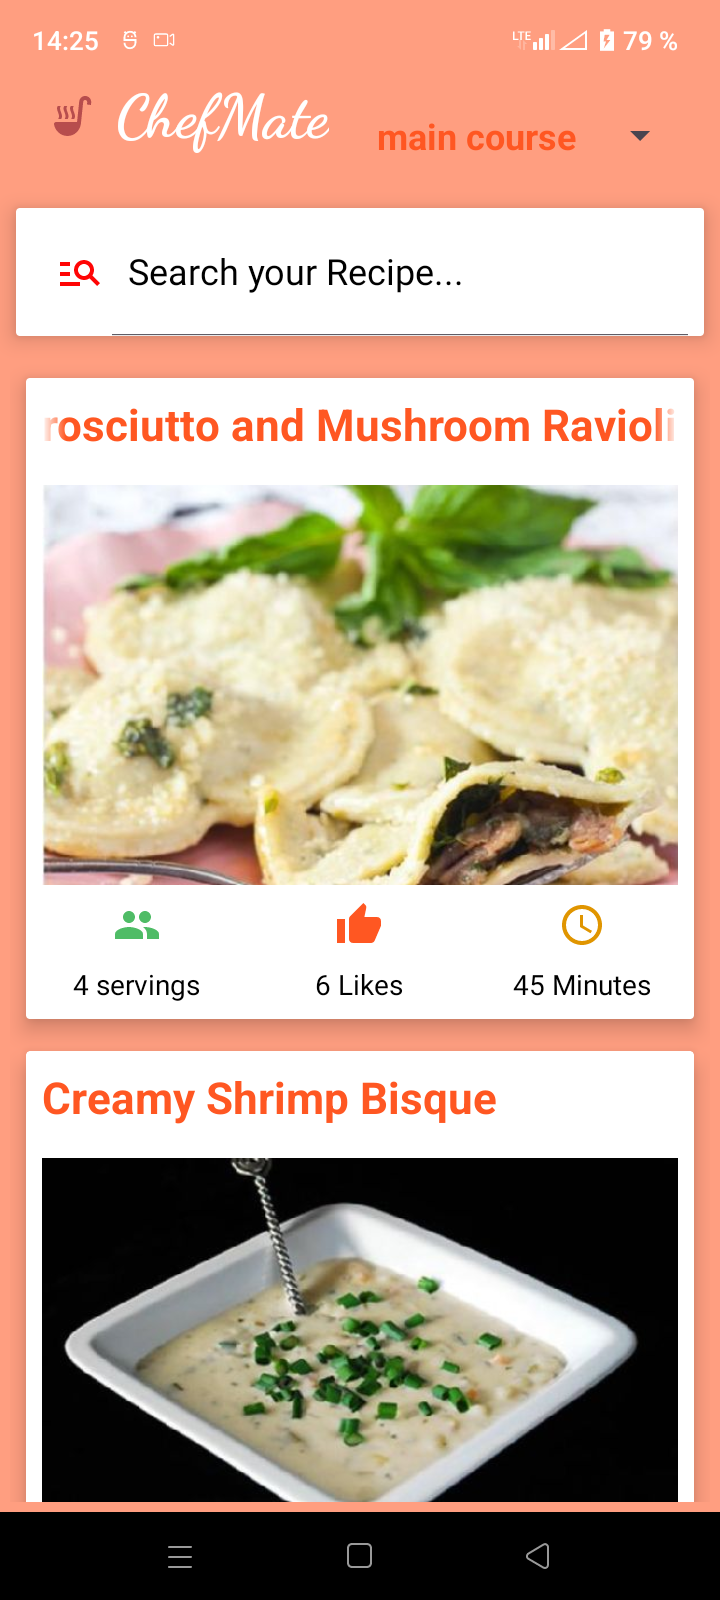 14:25
LTE 79 %
ChefMate
main course
Search your Recipe...
rosciutto and Mushroom Ravioli
4 servings
6 Likes
45 Minutes
Creamy Shrimp Bisque